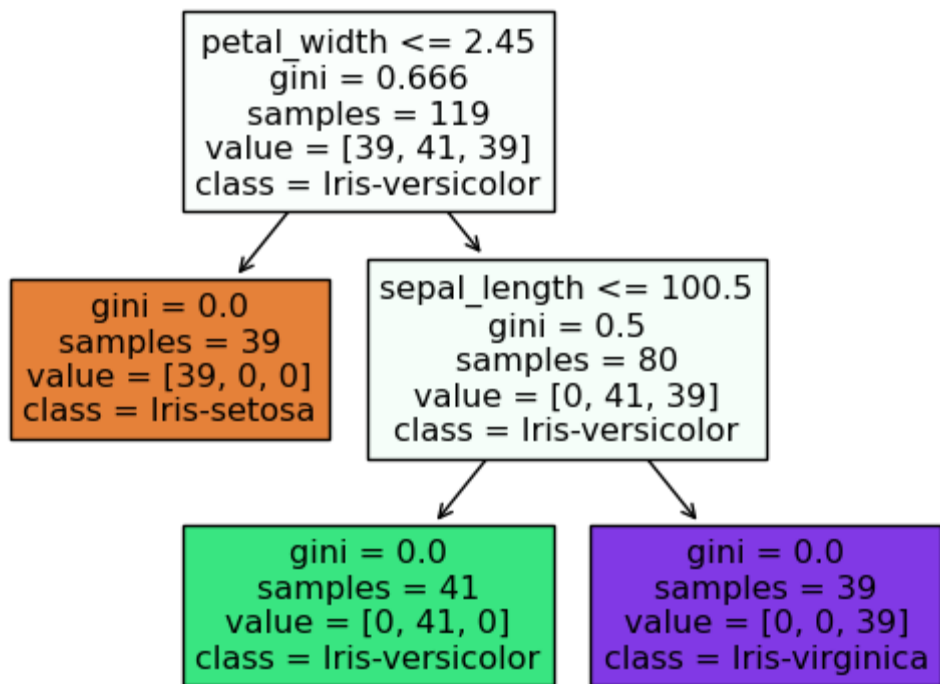 petal_width <= 2.45
gini = 0.666
samples = 119
value = [39, 41, 39]
class = Iris-versicolor
gini = 0.0
samples = 39
value = [39, 0, 0]
class = Iris-setosa
sepal_length <= 100.5
gini = 0.5
samples = 80
value = [0, 41, 39]
class = Iris-versicolor
gini = 0.0
samples = 41
value = [0, 41, 0]
class = Iris-versicolor
gini = 0.0
samples = 39
value = [0, 0, 39]
class = Iris-virginica